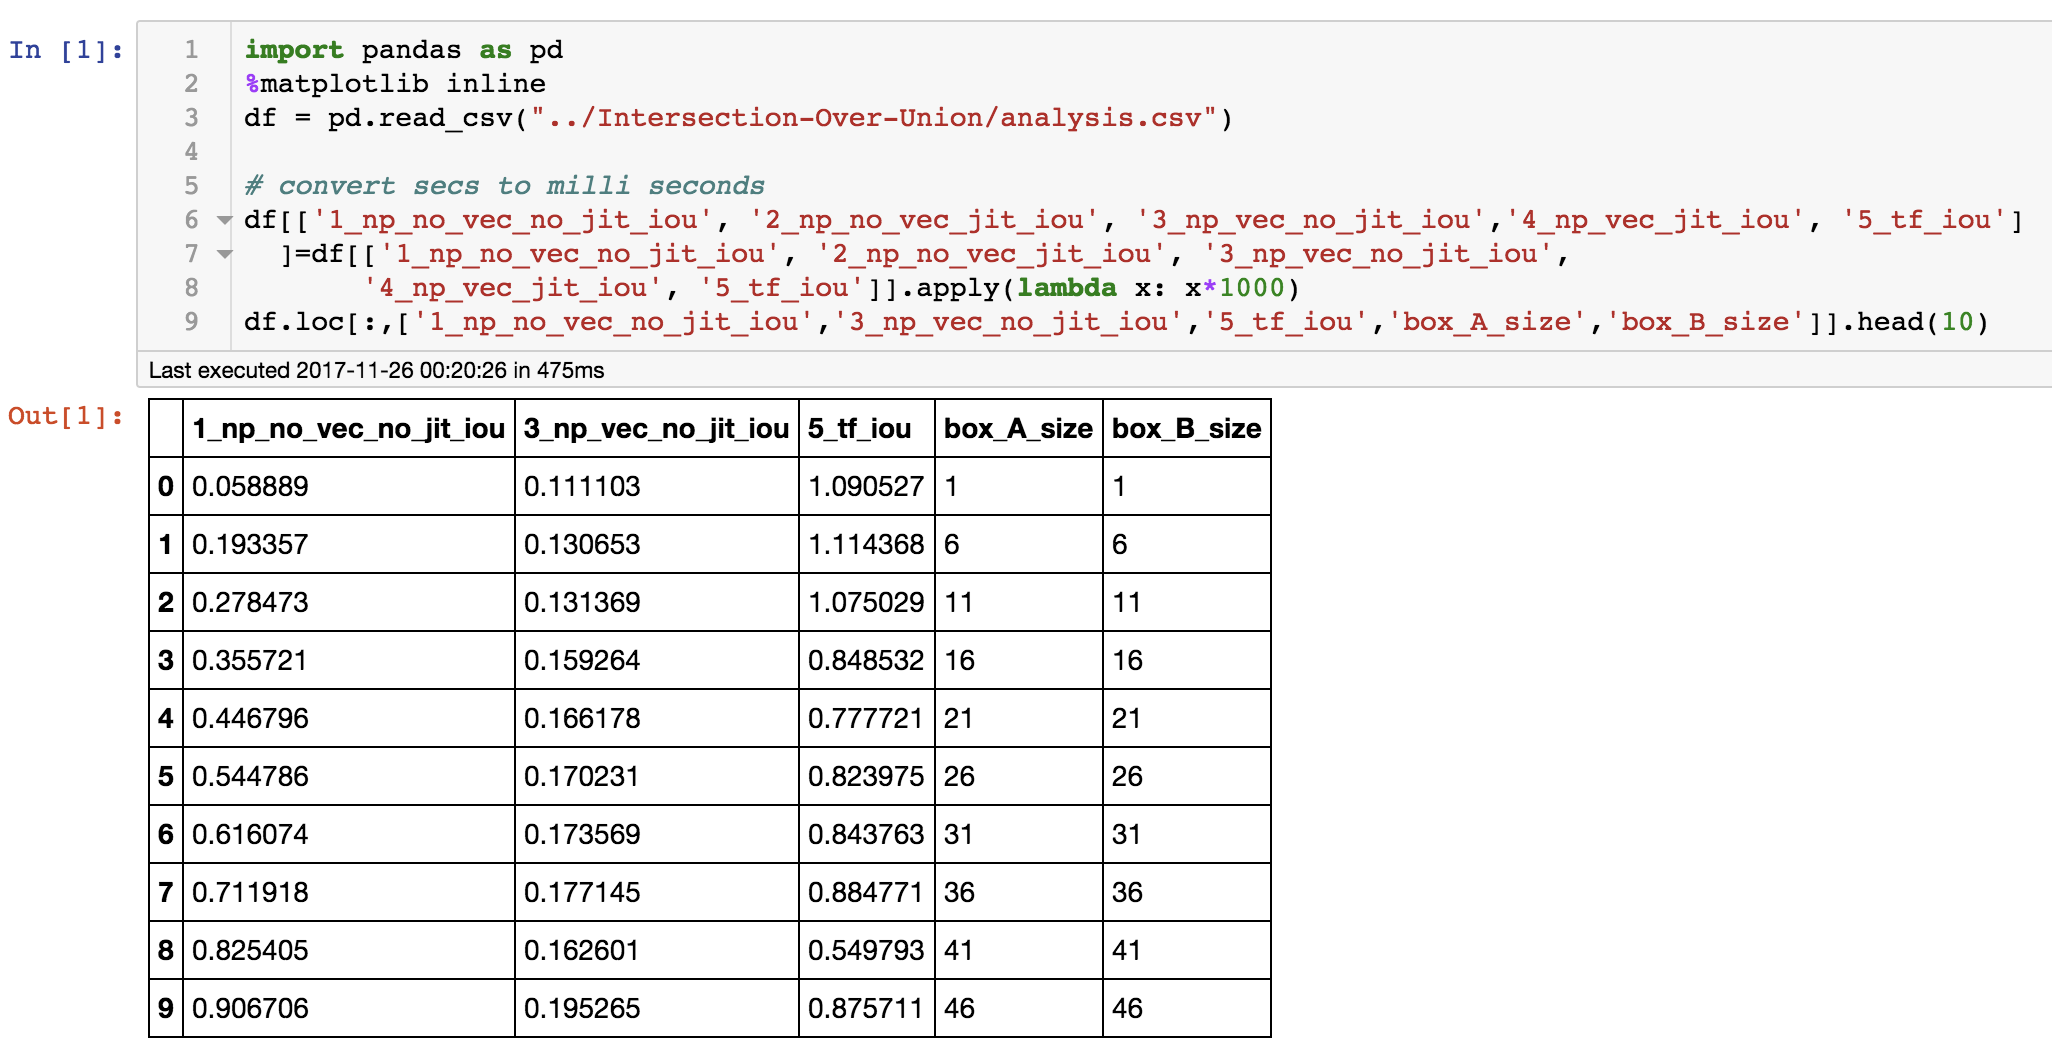 In [1]:
1 import pandas as pd
2 %matplotlib inline
3 df = pd.read_csv("../Intersection-Over-Union/analysis.csv")
4
5 # convert secs to milli seconds
6 df[['1_np_no_vec_no_jit_iou', '2_np_no_vec_jit_iou', '3_np_vec_no_jit_iou','4_np_vec_jit_iou', '5_tf_iou']
7   ]=df[['1_np_no_vec_no_jit_iou', '2_np_no_vec_jit_iou', '3_np_vec_no_jit_iou',
8        '4_np_vec_jit_iou', '5_tf_iou']].apply(lambda x: x*1000)
9 df.loc[:,['1_np_no_vec_no_jit_iou','3_np_vec_no_jit_iou','5_tf_iou','box_A_size','box_B_size']].head(10)
Last executed 2017-11-26 00:20:26 in 475ms
Out[1]:
1_np_no_vec_no_jit_iou 3_np_vec_no_jit_iou 5_tf_iou box_A_size box_B_size
0 0.058889 0.111103 1.090527 1 1
1 0.193357 0.130653 1.114368 6 6
2 0.278473 0.131369 1.075029 11 11
3 0.355721 0.159264 0.848532 16 16
4 0.446796 0.166178 0.777721 21 21
5 0.544786 0.170231 0.823975 26 26
6 0.616074 0.173569 0.843763 31 31
7 0.711918 0.177145 0.884771 36 36
8 0.825405 0.162601 0.549793 41 41
9 0.906706 0.195265 0.875711 46 46